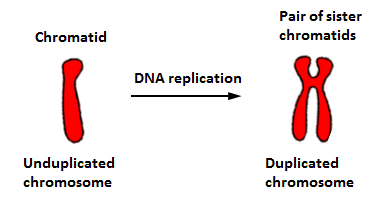 Chromatid
Unduplicated
chromosome
DNA replication
Pair of sister
chromatids
Duplicated
chromosome